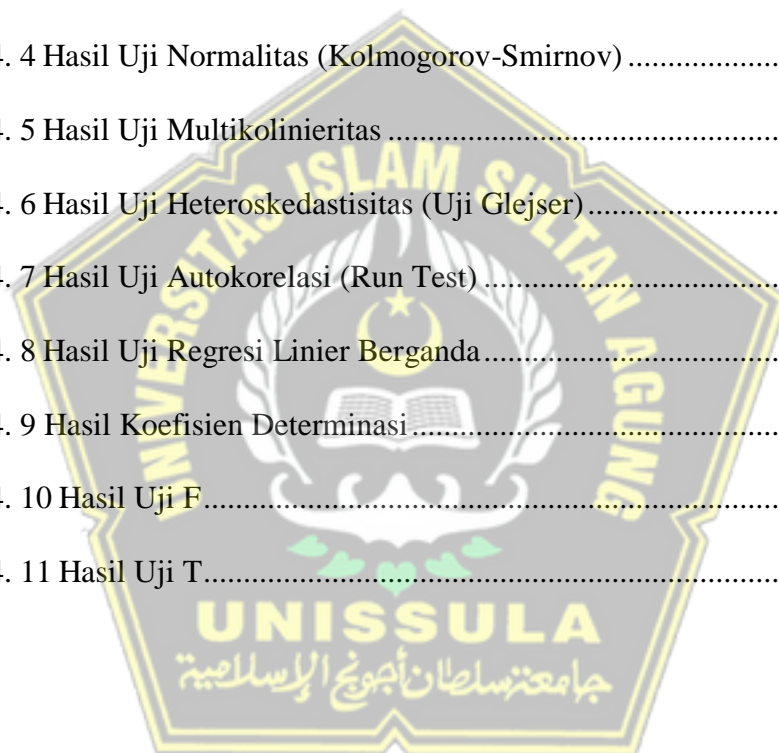 4. 4 Hasil Uji Normalitas (Kolmogorov-Smirnov) ...................
4. 5 Hasil Uji Multikolinieritas .................................................
4. 6 Hasil Uji Heteroskedastisitas (Uji Glejser) ........................
4. 7 Hasil Uji Autokorelasi (Run Test) .....................................
4. 8 Hasil Uji Regresi Linier Berganda .....................................
4. 9 Hasil Koefisien Determinasi ..............................................
4. 10 Hasil Uji F .........................................................................
4. 11 Hasil Uji T .........................................................................
UNIVERSITAS ISLAM SULTAN AGUNG
UNISSULA
جامعة سلطان أجونج الإسلامية